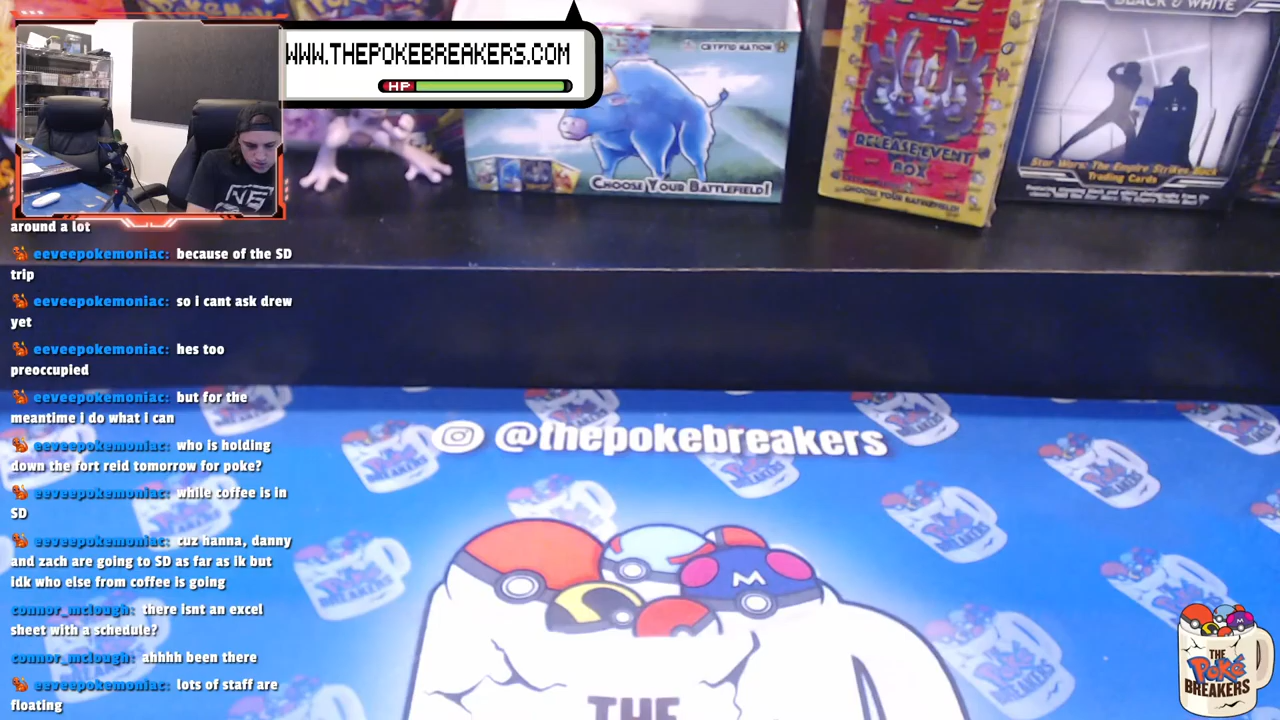 WWW.THEPOKEBREAKERS.COM
HP
CRYPTID NATION
CHOOSE YOUR BATTLEFIELD!
RELEASE EVENT
BOX
CHOOSE YOUR BATTLEFIELD!
BLACK & WHITE
Star Wars: The Empire Strikes Back
Trading Cards
NG
around a lot
eeveepokemoniac: because of the SD
trip
eeveepokemoniac: so i cant ask drew
yet
eeveepokemoniac: hes too
preoccupied
eeveepokemoniac: but for the
meantime i do what i can
eeveepokemoniac: who is holding
down the fort reid tomorrow for poke?
eeveepokemoniac: while coffee is in
SD
eeveepokemoniac: cuz hanna, danny
and zach are going to SD as far as ik but
idk who else from coffee is going
connor_mclough: there isnt an excel
sheet with a schedule?
connor_mclough: ahhhh been there
eeveepokemoniac: lots of staff are
floating
@thepokebreakers
THE
THE
Poké
BREAKERS